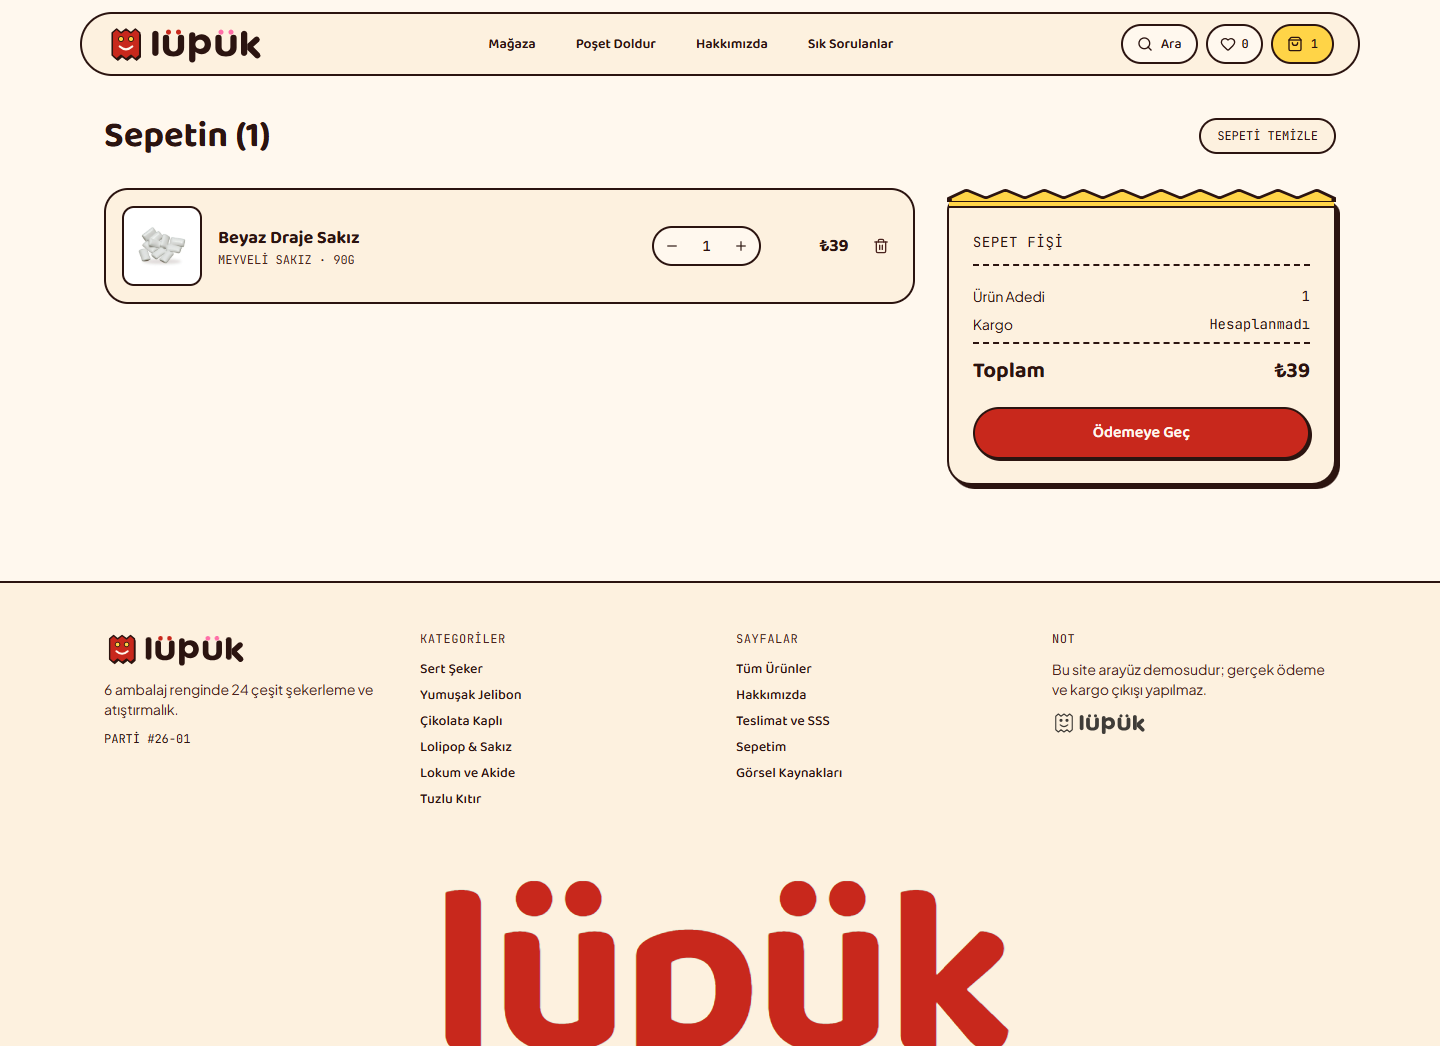 lüpük
Mağaza
Poşet Doldur
Hakkımızda
Sık Sorulanlar
Ara
0
1
Sepetin (1)
SEPETİ TEMİZLE
Beyaz Draje Sakız
MEYVELİ SAKIZ · 90G
1
₺39
SEPET FİŞİ
Ürün Adedi 1
Kargo Hesaplanmadı
Toplam ₺39
Ödemeye Geç
lüpük
6 ambalaj renginde 24 çeşit şekerleme ve
atıştırmalık.
PARTİ #26-01
KATEGORİLER
Sert Şeker
Yumuşak Jelibon
Çikolata Kaplı
Lolipop & Sakız
Lokum ve Akide
Tuzlu Kıtır
SAYFALAR
Tüm Ürünler
Hakkımızda
Teslimat ve SSS
Sepetim
Görsel Kaynakları
NOT
Bu site arayüz demosudur; gerçek ödeme
ve kargo çıkışı yapılmaz.
lüpük
lüpük